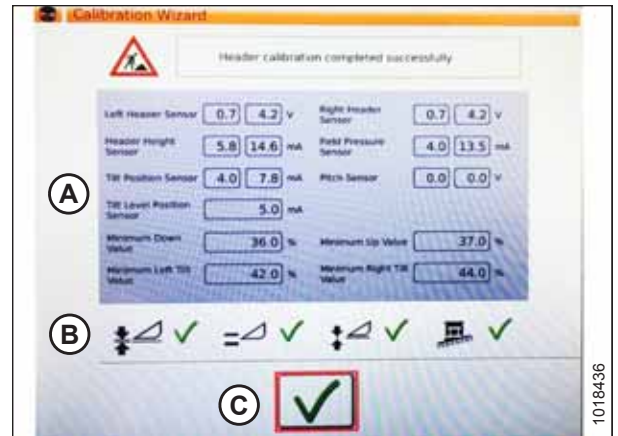 Calibration Wizard
Header calibration completed successfully
Left Header Sensor 0.7 4.2 v Right Header Sensor 0.7 4.2 v
Header Height Sensor 5.8 14.6 mA Field Pressure Sensor 4.0 13.5 mA
Tilt Position Sensor 4.0 7.8 mA Pitch Sensor 0.0 0.0 v
Tilt Level Position Sensor 5.0 mA
Minimum Down Value 36.0 % Minimum Up Value 37.0 %
Minimum Left Tilt Value 42.0 % Minimum Right Tilt Value 44.0 %
A
B
C
1018436